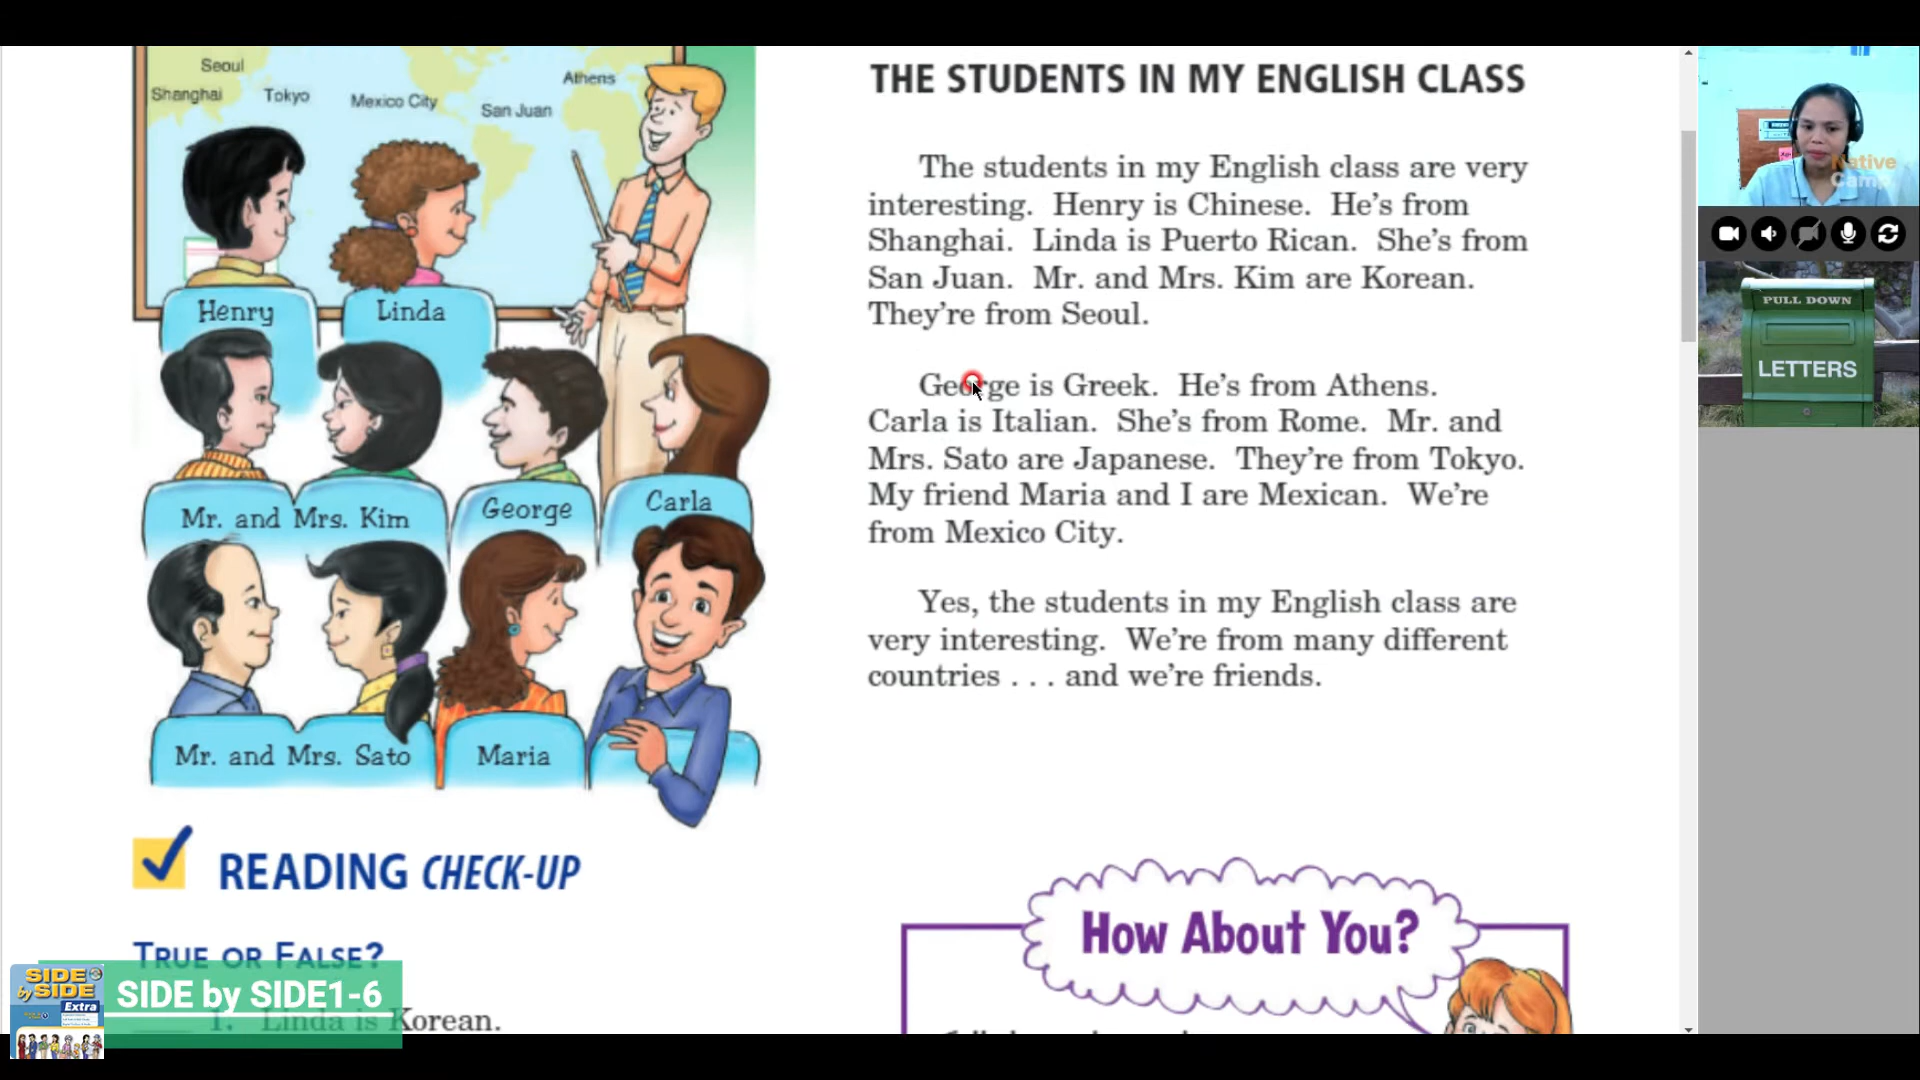 Seoul
Shanghai
Tokyo
Mexico City
San Juan
Athens
Henry
Linda
Mr. and Mrs. Kim
George
Carla
Mr. and Mrs. Sato
Maria
THE STUDENTS IN MY ENGLISH CLASS
The students in my English class are very
interesting. Henry is Chinese. He's from
Shanghai. Linda is Puerto Rican. She's from
San Juan. Mr. and Mrs. Kim are Korean.
They're from Seoul.
George is Greek. He's from Athens.
Carla is Italian. She's from Rome. Mr. and
Mrs. Sato are Japanese. They're from Tokyo.
My friend Maria and I are Mexican. We're
from Mexico City.
Yes, the students in my English class are
very interesting. We're from many different
countries . . . and we're friends.
READING CHECK-UP
TRUE OR FALSE?
1. Linda is Korean.
How About You?
SIDE by SIDE
Extra
SIDE by SIDE1-6
Native
Camp
PULL DOWN
LETTERS